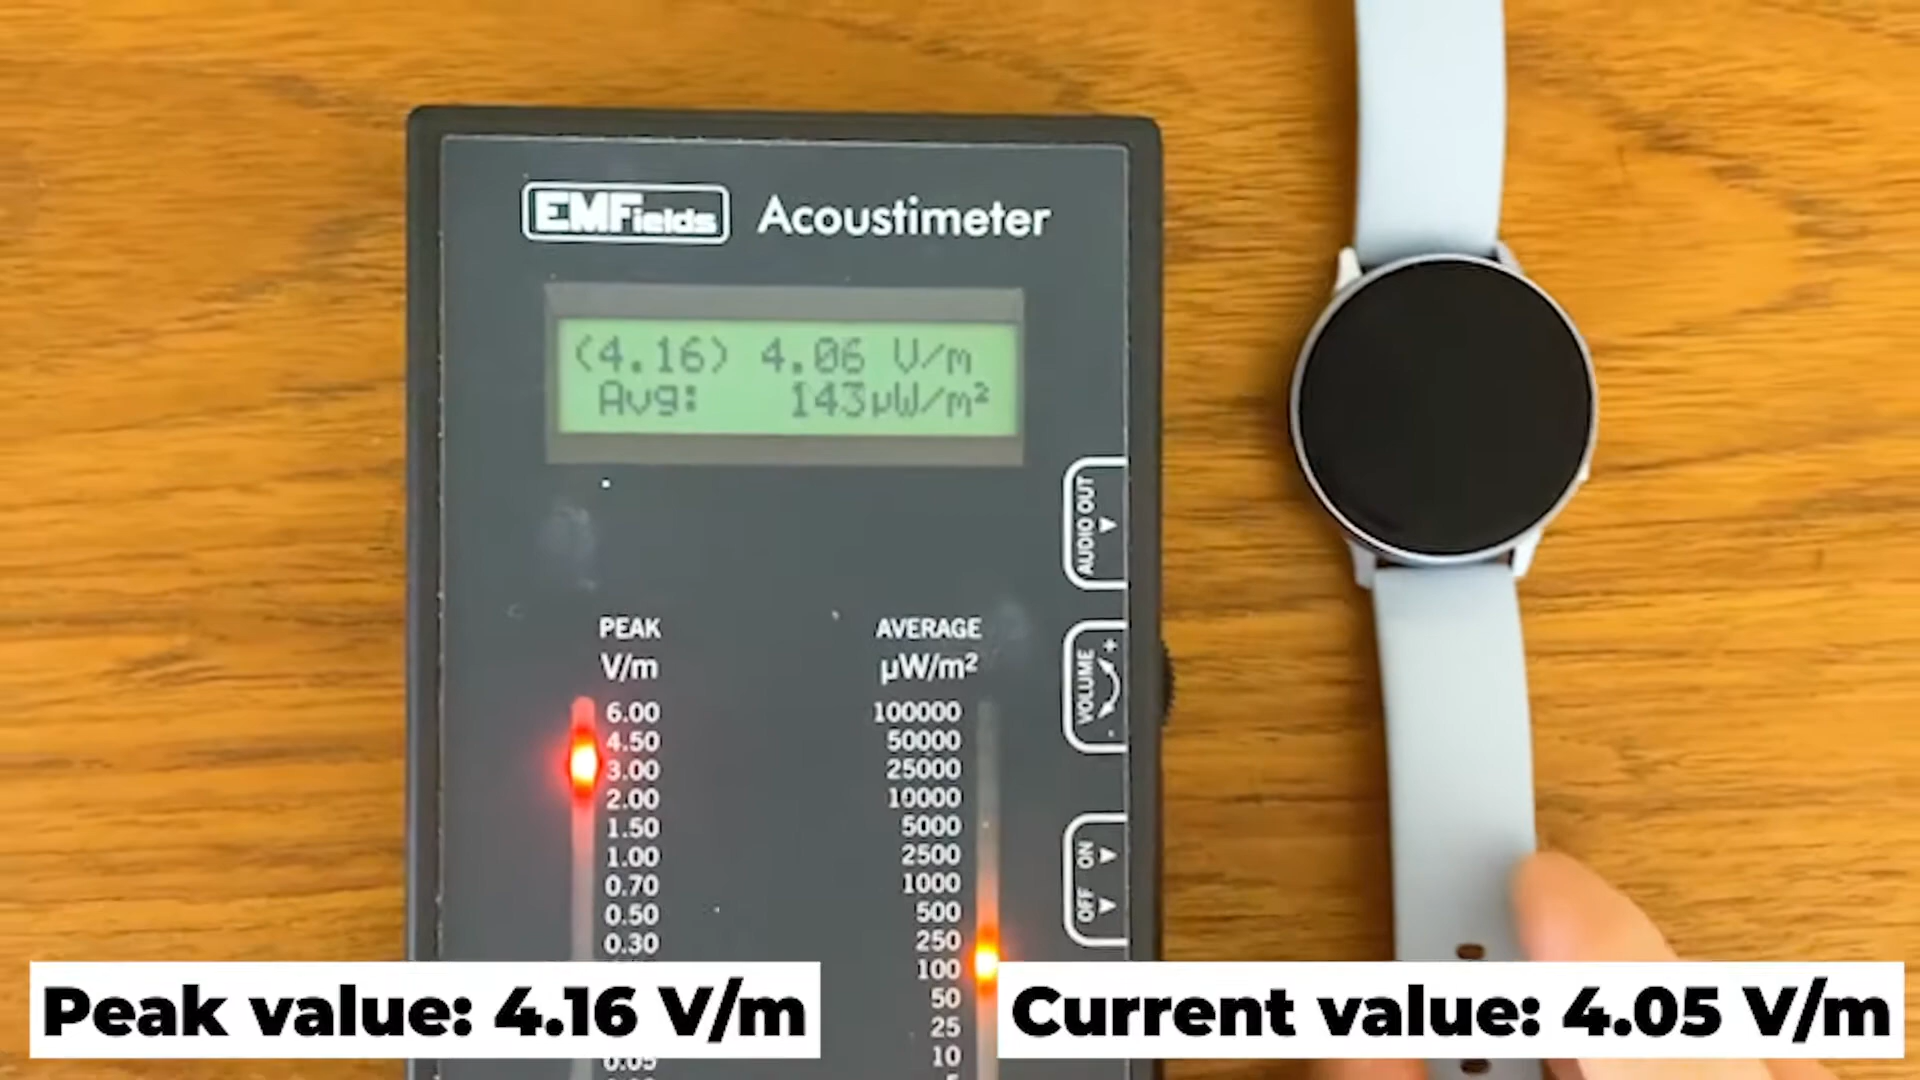 EMFields Acoustimeter
(4.16) 4.06 V/m
Avg: 143µW/m²
AUDIO OUT
PEAK
V/m
6.00
4.50
3.00
2.00
1.50
1.00
0.70
0.50
0.30
0.05
AVERAGE
µW/m²
100000
50000
25000
10000
5000
2500
1000
500
250
100
50
25
10
VOLUME
+
-
OFF ON
Peak value: 4.16 V/m
Current value: 4.05 V/m